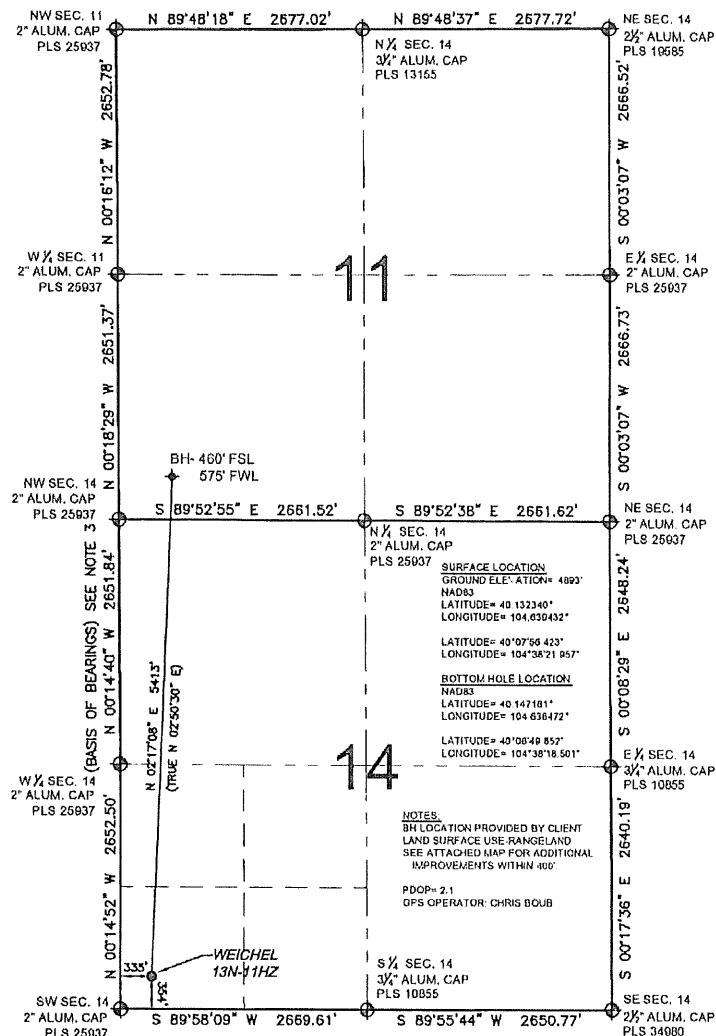 NW SEC. 11
2" ALUM. CAP
PLS 25937
N 89°48'18" E 2677.02'
N 89°48'37" E 2677.72'
NE SEC. 14
2½" ALUM. CAP
PLS 19585
N ¼ SEC. 14
3¼" ALUM. CAP
PLS 13155
N 00°16'12" W 2652.78'
S 00°03'07" W 2666.52'
W ¼ SEC. 11
2" ALUM. CAP
PLS 25937
11
E ¼ SEC. 14
2" ALUM. CAP
PLS 25937
N 00°18'29" W 2651.37'
S 00°03'07" W 2666.73'
BH- 460' FSL
575' FWL
NW SEC. 14
2" ALUM. CAP
PLS 25937
S 89°52'55" E 2661.52'
S 89°52'38" E 2661.62'
NE SEC. 14
2" ALUM. CAP
PLS 25937
N ¼ SEC. 14
2" ALUM. CAP
PLS 25937
(BASIS OF BEARINGS) SEE NOTE 3
N 00°14'40" W 2651.84'
N 02°17'08" E 5413'
(TRUE N 02°50'30" E)
S 00°08'29" E 2648.24'
SURFACE LOCATION
GROUND ELEVATION= 4893'
NAD83
LATITUDE= 40.132340°
LONGITUDE= 104.639432°
LATITUDE= 40°07'56.423"
LONGITUDE= 104°38'21.957"
BOTTOM HOLE LOCATION
NAD83
LATITUDE= 40.147181°
LONGITUDE= 104.638472°
LATITUDE= 40°08'49.852"
LONGITUDE= 104°38'18.501"
W ¼ SEC. 14
2" ALUM. CAP
PLS 25937
14
E ¼ SEC. 14
3¼" ALUM. CAP
PLS 10855
NOTES:
BH LOCATION PROVIDED BY CLIENT
LAND SURFACE USE-RANGELAND
SEE ATTACHED MAP FOR ADDITIONAL
IMPROVEMENTS WITHIN 400'
PDOP= 2.1
GPS OPERATOR: CHRIS BOUB
N 00°14'52" W 2652.50'
S 00°17'36" E 2640.19'
WEICHEL
13N-11HZ
335'
354'
S ¼ SEC. 14
3¼" ALUM. CAP
PLS 10855
SW SEC. 14
2" ALUM. CAP
PLS 25937
S 89°58'09" W 2669.61'
S 89°55'44" W 2650.77'
SE SEC. 14
2½" ALUM. CAP
PLS 34980